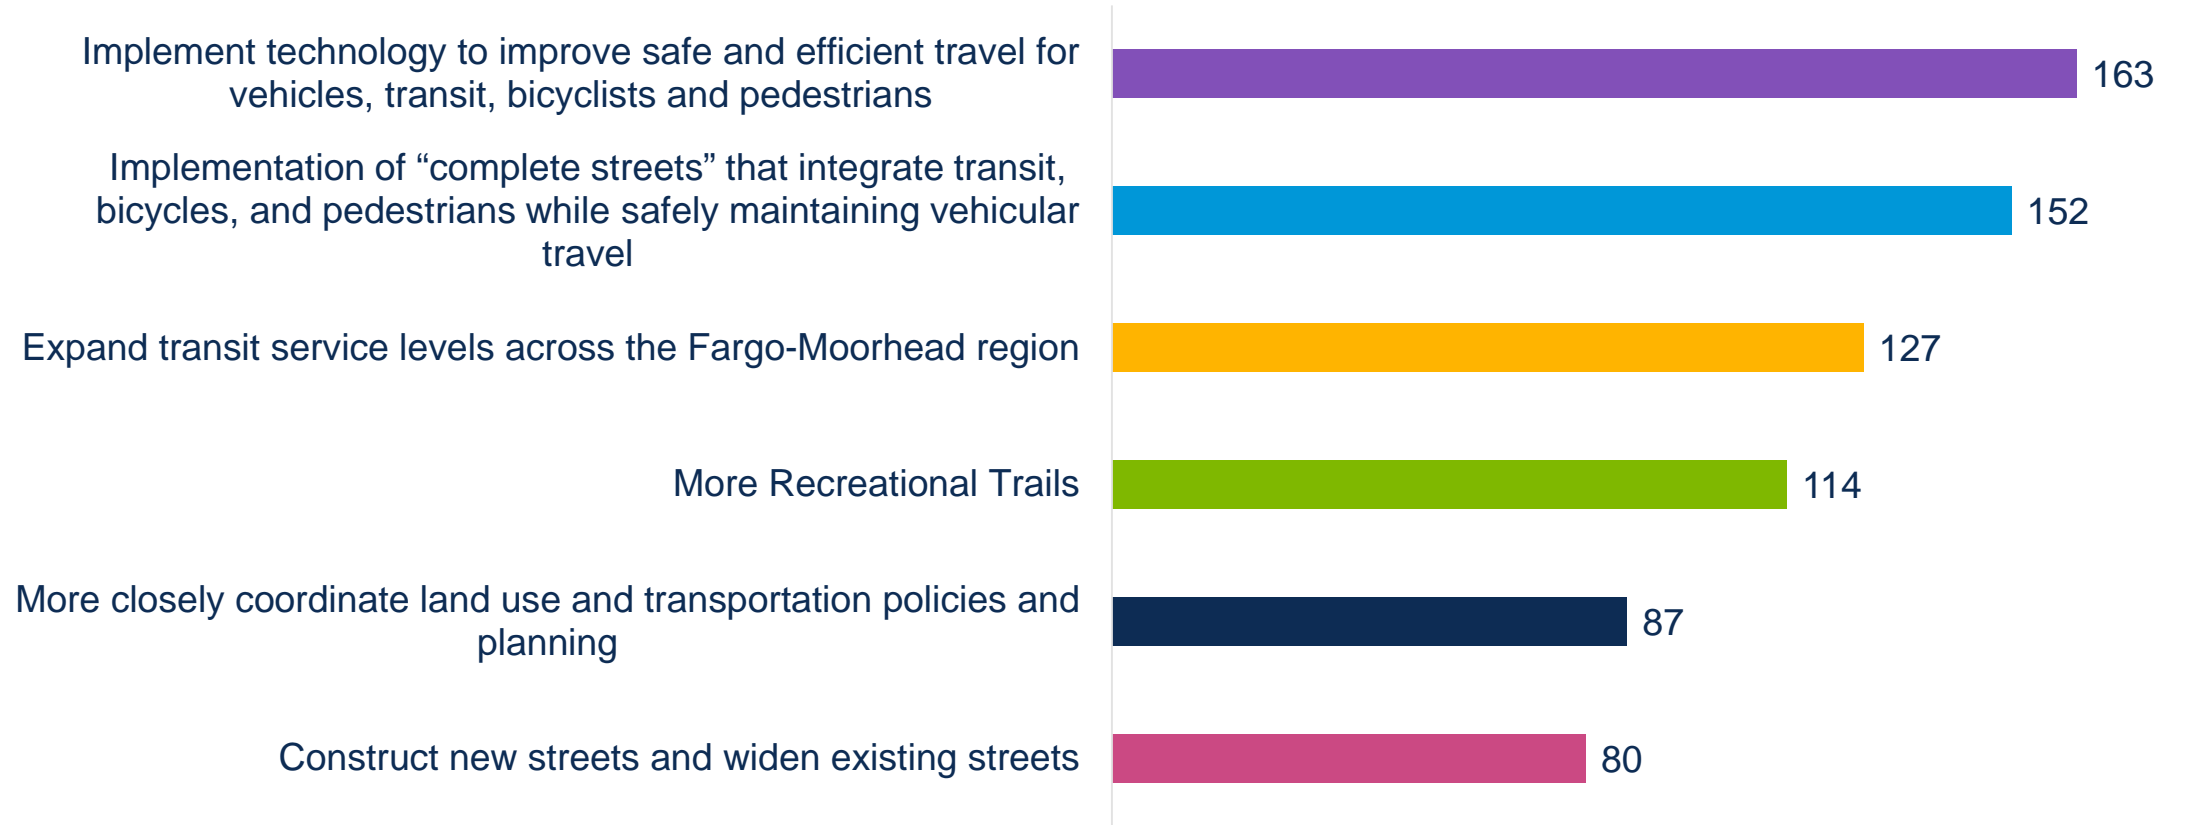 Implement technology to improve safe and efficient travel for
vehicles, transit, bicyclists and pedestrians
163
Implementation of “complete streets” that integrate transit,
bicycles, and pedestrians while safely maintaining vehicular
travel
152
Expand transit service levels across the Fargo-Moorhead region
127
More Recreational Trails
114
More closely coordinate land use and transportation policies and
planning
87
Construct new streets and widen existing streets
80